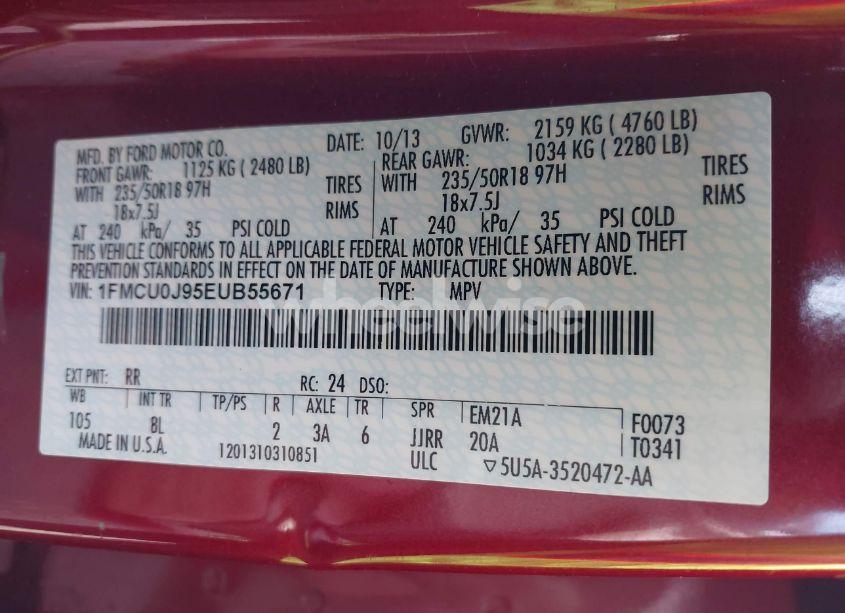 MFD. BY FORD MOTOR CO. DATE: 10/13 GVWR: 2159 KG ( 4760 LB)
FRONT GAWR: 1125 KG ( 2480 LB) REAR GAWR: 1034 KG ( 2280 LB)
WITH 235/50R18 97H TIRES WITH 235/50R18 97H TIRES
18x7.5J RIMS 18x7.5J RIMS
AT 240 kPa/ 35 PSI COLD AT 240 kPa/ 35 PSI COLD
THIS VEHICLE CONFORMS TO ALL APPLICABLE FEDERAL MOTOR VEHICLE SAFETY AND THEFT
PREVENTION STANDARDS IN EFFECT ON THE DATE OF MANUFACTURE SHOWN ABOVE.
VIN: 1FMCU0J95EUB55671 TYPE: MPV
wheelwise
EXT PNT: RR RC: 24 DSO:
WB INT TR TP/PS R AXLE TR SPR EM21A F0073
105 8L 2 3A 6 JJRR 20A T0341
MADE IN U.S.A. 1201310310851 ULC ▽5U5A-3520472-AA